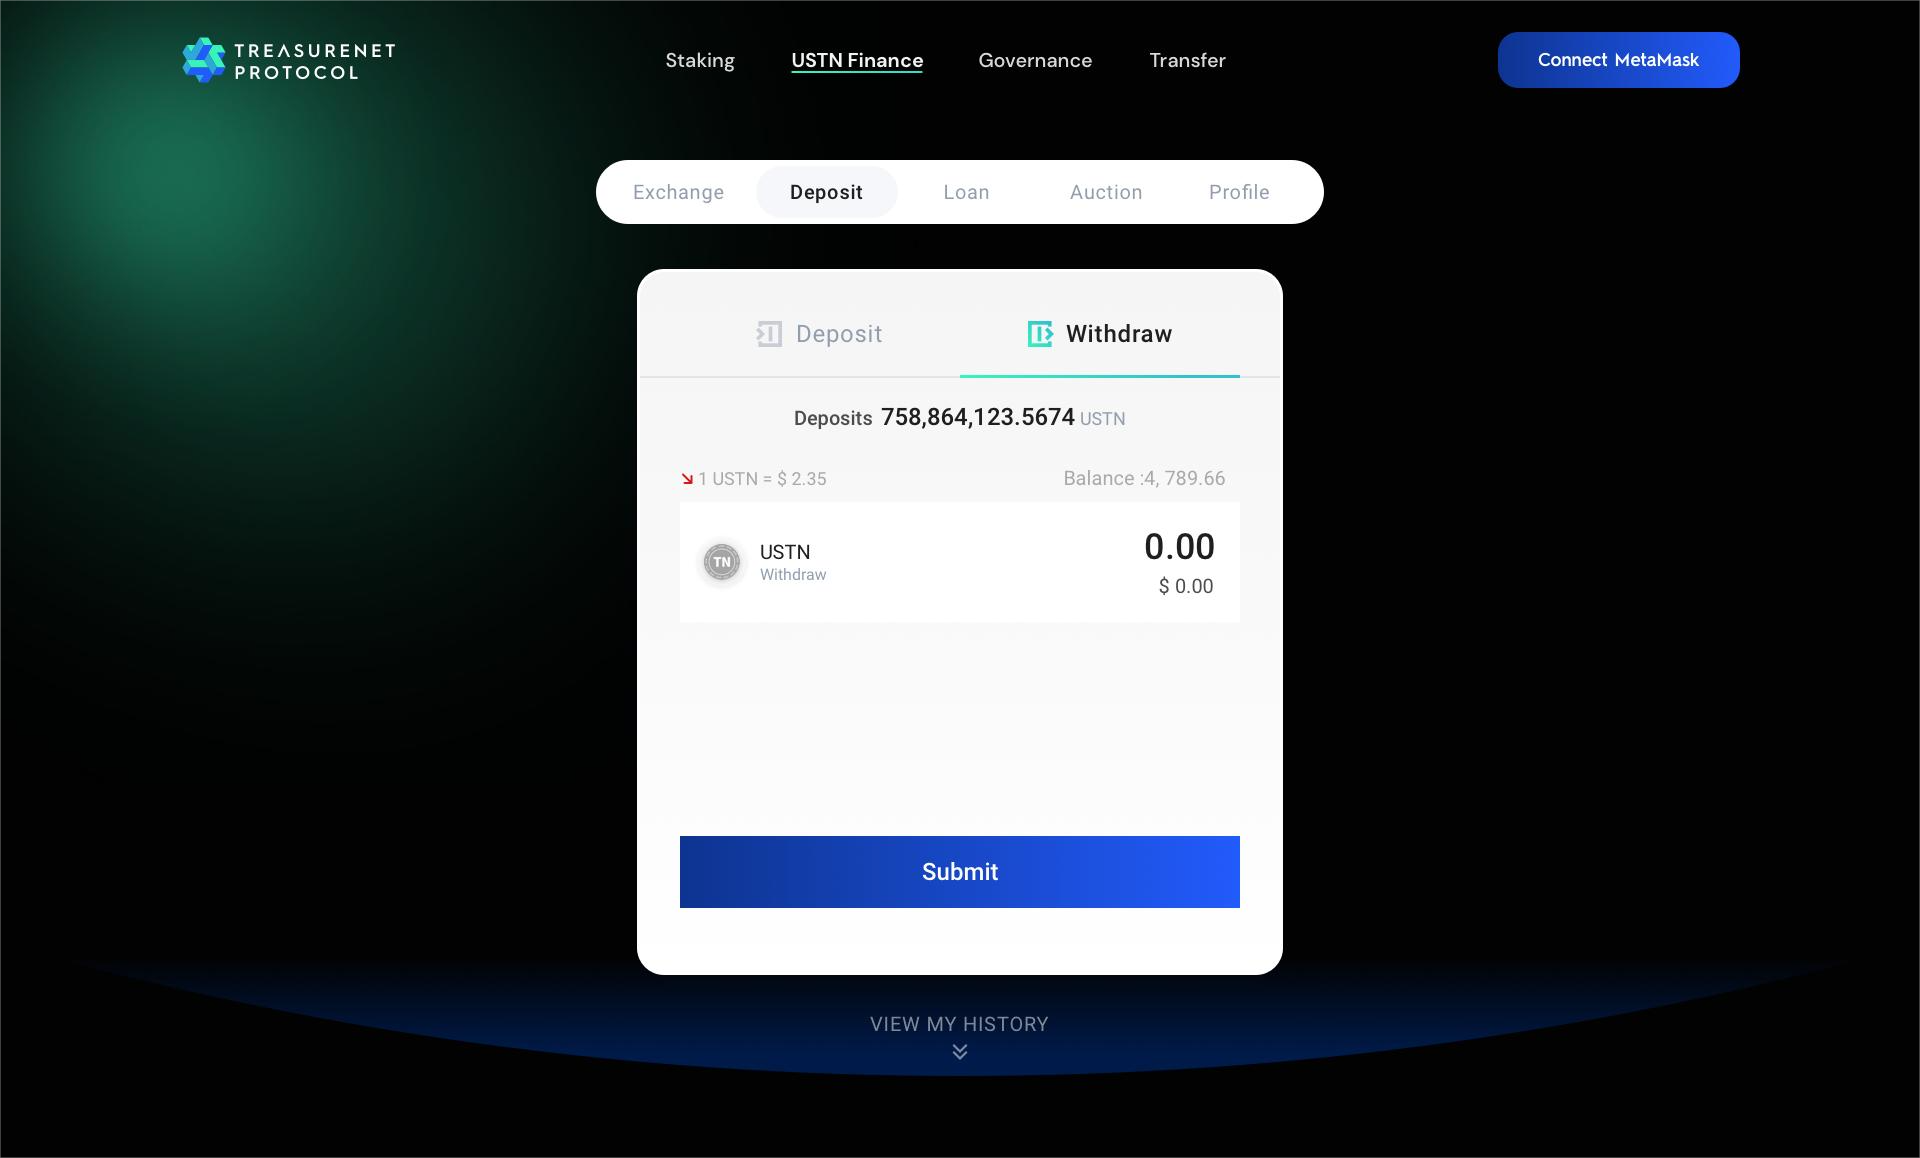 TREASURENET
PROTOCOL
Staking
USTN Finance
Governance
Transfer
Connect MetaMask
Exchange
Deposit
Loan
Auction
Profile
Deposit
Withdraw
Deposits 758,864,123.5674 USTN
1 USTN = $ 2.35
Balance :4, 789.66
TN
USTN
Withdraw
0.00
$ 0.00
Submit
VIEW MY HISTORY